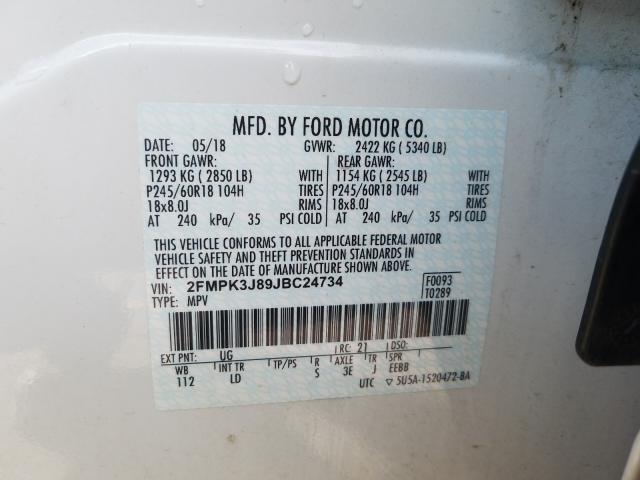 MFD. BY FORD MOTOR CO.
DATE: 05/18 GVWR: 2422 KG ( 5340 LB)
FRONT GAWR: REAR GAWR:
1293 KG ( 2850 LB) WITH 1154 KG ( 2545 LB) WITH
P245/60R18 104H TIRES P245/60R18 104H TIRES
18x8.0J RIMS 18x8.0J RIMS
AT 240 kPa/ 35 PSI COLD AT 240 kPa/ 35 PSI COLD
THIS VEHICLE CONFORMS TO ALL APPLICABLE FEDERAL MOTOR
VEHICLE SAFETY AND THEFT PREVENTION STANDARDS IN
EFFECT ON THE DATE OF MANUFACTURE SHOWN ABOVE.
VIN: 2FMPK3J89JBC24734 F0093
TYPE: MPV T0289
EXT PNT: UG RC: 21 DSO:
WB INT TR TP/PS R AXLE TR SPR
112 LD S 3E J EEBB
UTC ▽ 5U5A-1520472-BA